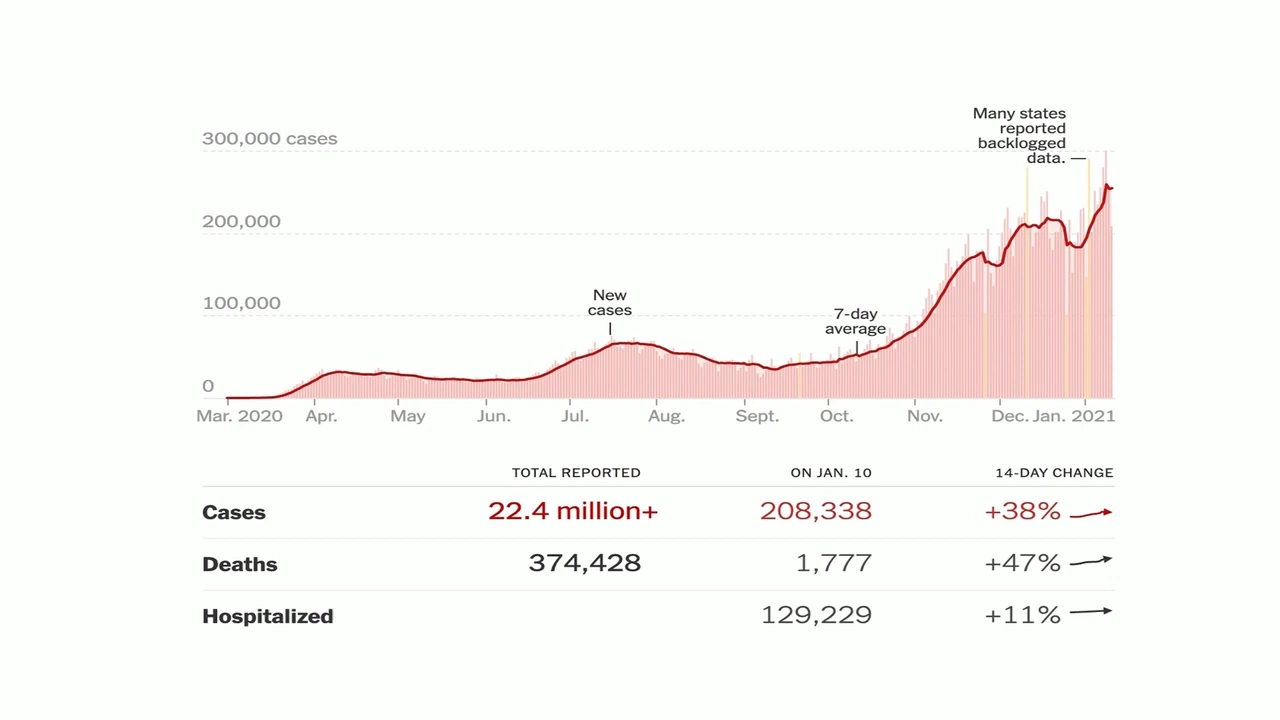 Many states
reported
backlogged
data.
300,000 cases
200,000
100,000
0
New
cases
7-day
average
Mar. 2020 Apr. May Jun. Jul. Aug. Sept. Oct. Nov. Dec. Jan. 2021
TOTAL REPORTED ON JAN. 10 14-DAY CHANGE
Cases 22.4 million+ 208,338 +38%
Deaths 374,428 1,777 +47%
Hospitalized 129,229 +11%